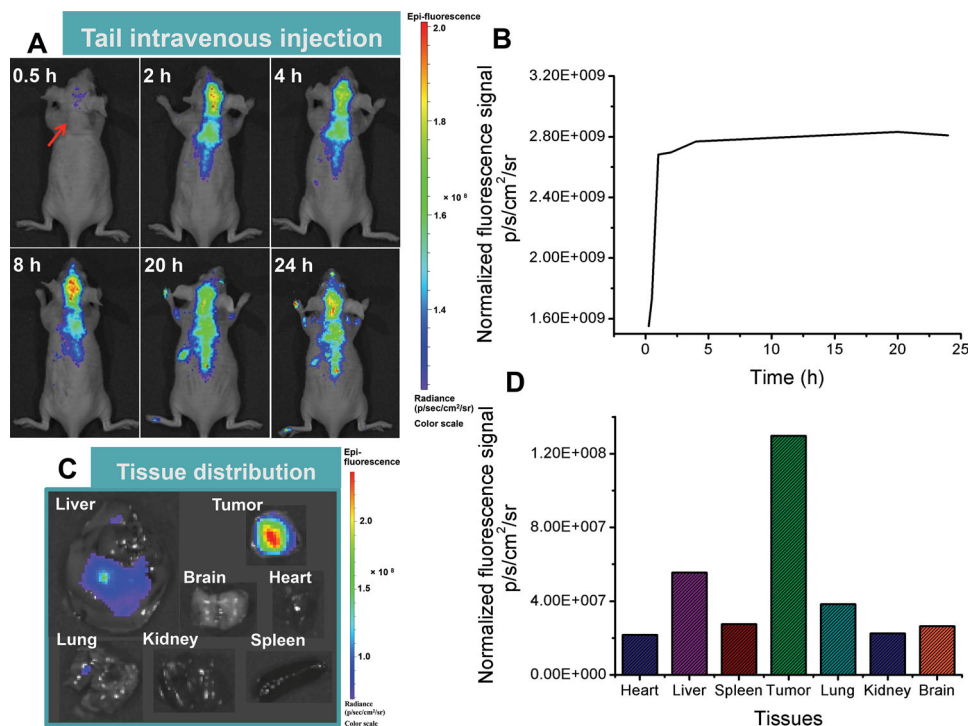 A
Tail intravenous injection
Epi-fluorescence
2.0
0.5 h
2 h
4 h
1.8
× 10⁸
1.6
8 h
20 h
24 h
1.4
Radiance
(p/sec/cm²/sr)
Color scale
B
Normalized fluorescence signal
p/s/cm²/sr
3.20E+009
2.80E+009
2.40E+009
2.00E+009
1.60E+009
0
5
10
15
20
25
Time (h)
C
Tissue distribution
Epi-
fluorescence
Liver
Tumor
2.0
× 10⁸
Brain
Heart
1.5
Lung
Kidney
Spleen
1.0
Radiance
(p/sec/cm²/sr)
Color scale
D
Normalized fluorescence signal
p/s/cm²/sr
1.20E+008
8.00E+007
4.00E+007
0.00E+000
Heart
Liver
Spleen
Tumor
Lung
Kidney
Brain
Tissues